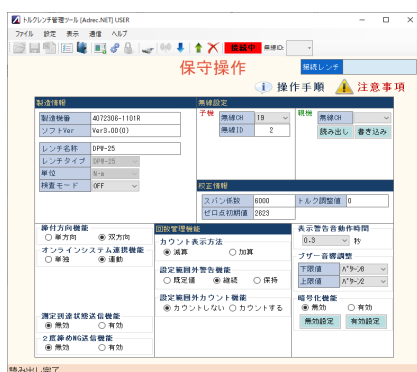 トルクレンチ管理ツール [Adrec.NET] USER
ファイル 設定 表示 通信 ヘルプ
接続中 無線ID:
保守操作
接続レンチ
操作手順 注意事項
製造情報
製造機番 4072306-1101R
ソフトVer Ver3.00(0)
レンチ名称 DPW-25
レンチタイプ DPW-25
単位 N-m
検査モード OFF
無線設定
子機 無線CH 19
無線ID 2
親機 無線CH
読み出し 書き込み
校正情報
スパン係数 6000 トルク調整値 0
ゼロ点初期値 2623
締付方向機能
単方向 双方向
オンラインシステム連携機能
単独 連動
測定到達状態送信機能
無効 有効
2度締めNG送信機能
無効 有効
回数管理機能
カウント表示方法
減算 加算
設定範囲外警告機能
既定値 継続 保持
設定範囲外カウント機能
カウントしない カウントする
表示警告音動作時間
0.3 秒
ブザー音響調整
下限値 パターン6
上限値 パターン2
暗号化機能
無効 有効
無効設定 有効設定
読み出し完了